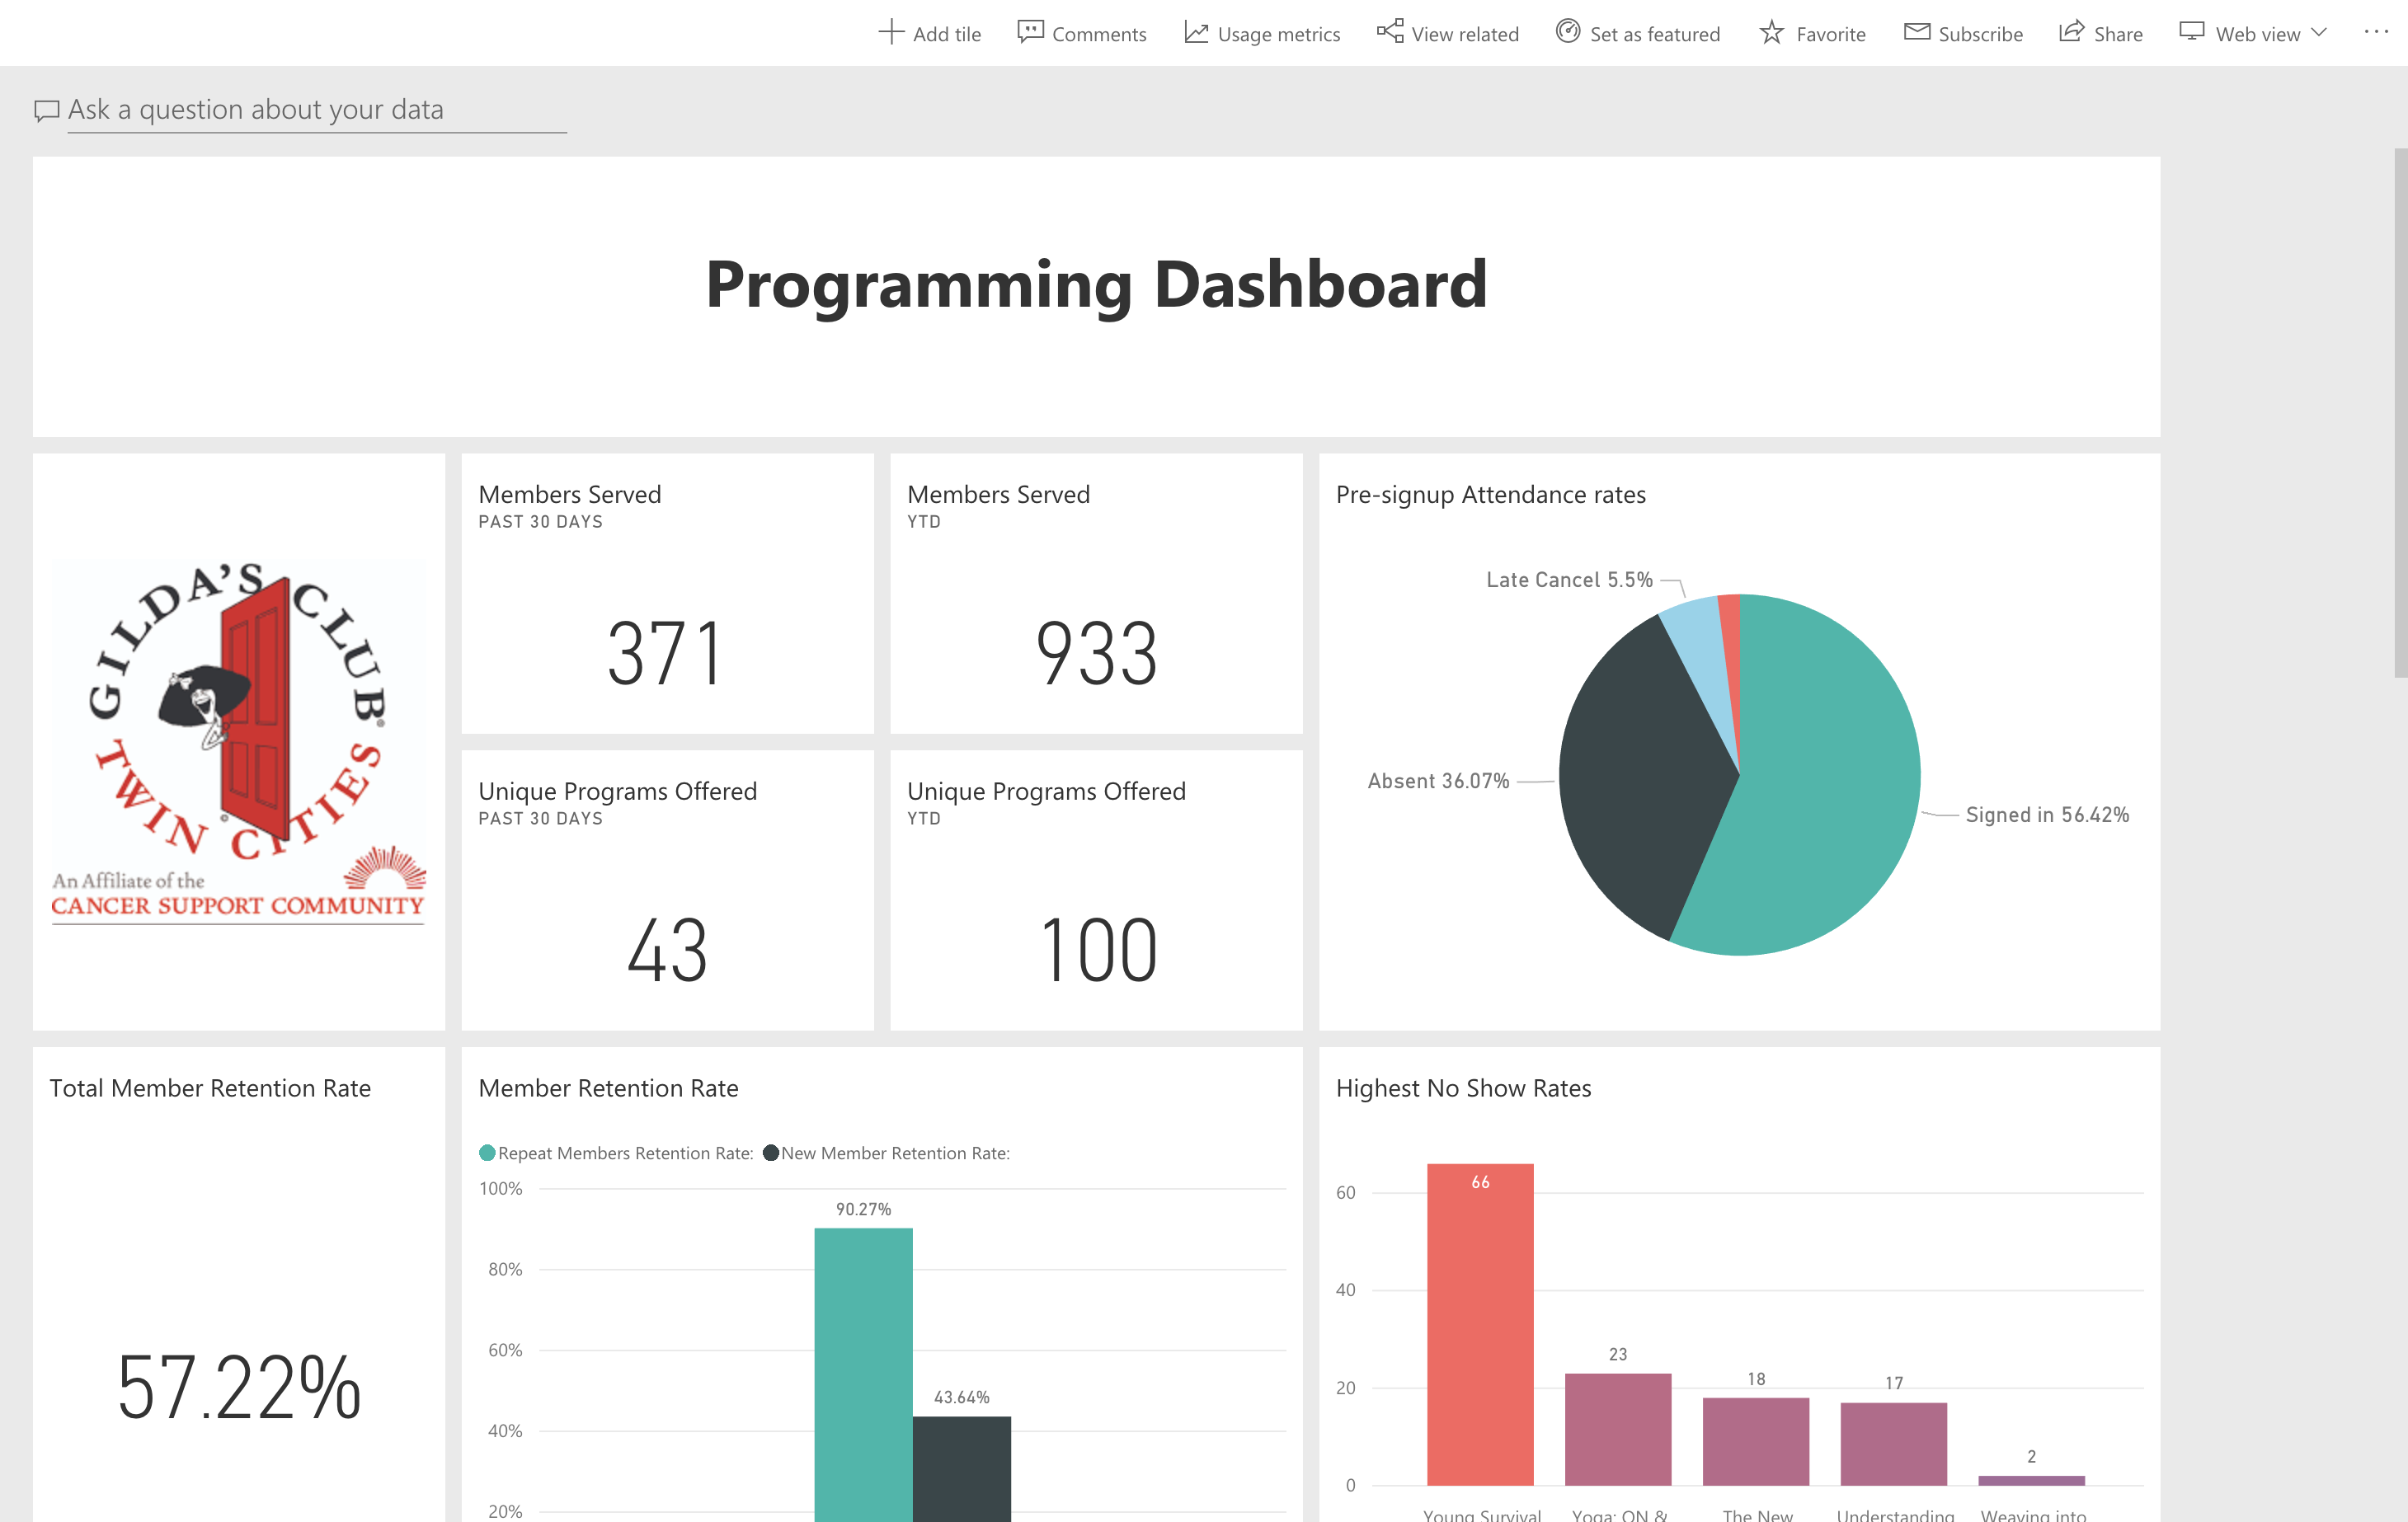 Add tile
Comments
Usage metrics
View related
Set as featured
Favorite
Subscribe
Share
Web view
Ask a question about your data
Programming Dashboard
GILDA'S CLUB®
TWIN CITIES
An Affiliate of the
CANCER SUPPORT COMMUNITY
Members Served
PAST 30 DAYS
371
Members Served
YTD
933
Unique Programs Offered
PAST 30 DAYS
43
Unique Programs Offered
YTD
100
Pre-signup Attendance rates
Late Cancel 5.5%
Absent 36.07%
Signed in 56.42%
Total Member Retention Rate
57.22%
Member Retention Rate
Repeat Members Retention Rate: New Member Retention Rate:
100%
80%
60%
40%
20%
90.27%
43.64%
Highest No Show Rates
60
40
20
0
66
23
18
17
2
Young Survival
Yoga: ON &
The New
Understanding
Weaving into